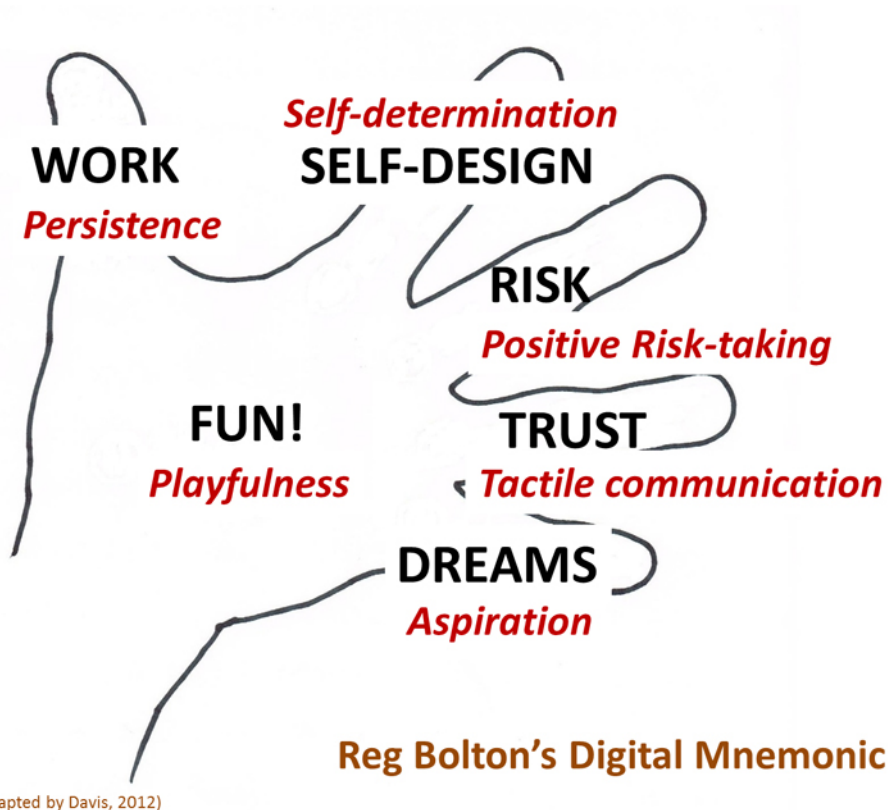 Self-determination
WORK
SELF-DESIGN
Persistence
RISK
Positive Risk-taking
FUN!
TRUST
Playfulness
Tactile communication
DREAMS
Aspiration
Reg Bolton’s Digital Mnemonic
apted by Davis, 2012)